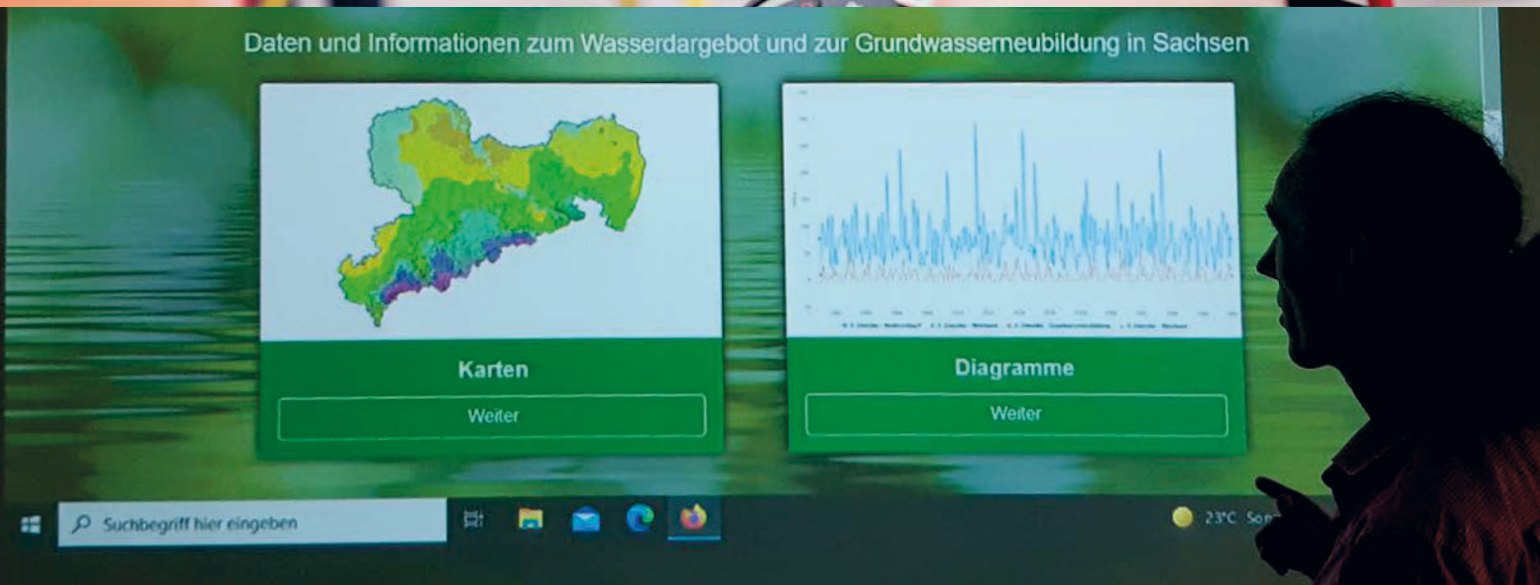 Daten und Informationen zum Wasserdargebot und zur Grundwasserneubildung in Sachsen
Karten
Weiter
Diagramme
Weiter
Suchbegriff hier eingeben
23°C